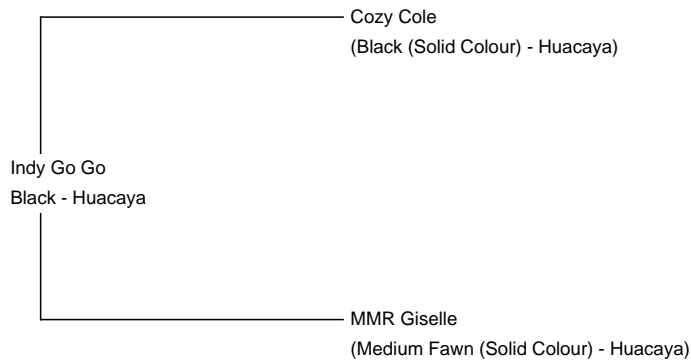 Cozy Cole
(Black (Solid Colour) - Huacaya)
Indy Go Go
Black - Huacaya
MMR Giselle
(Medium Fawn (Solid Colour) - Huacaya)